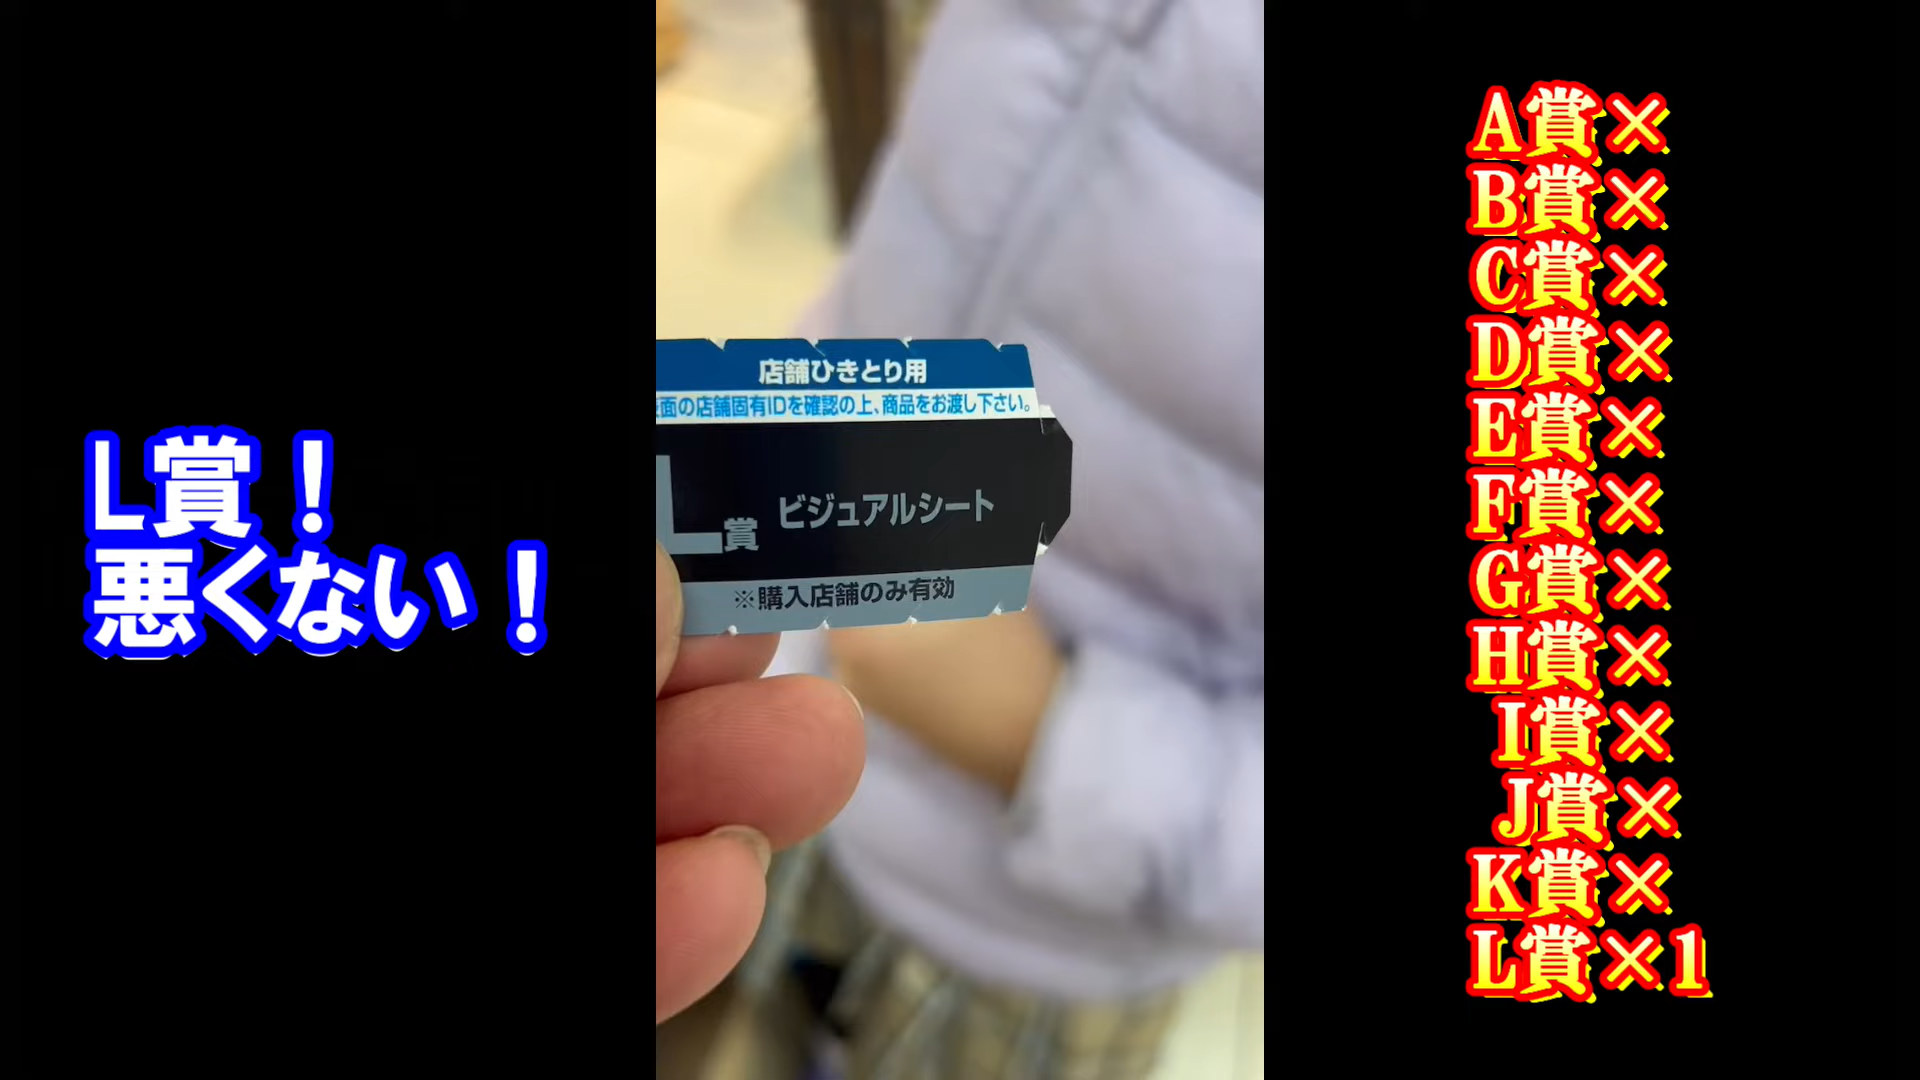 L賞！
悪くない！
店舗ひきとり用
面の店舗固有IDを確認の上、商品をお渡し下さい。
L賞 ビジュアルシート
※購入店舗のみ有効
A賞×
B賞×
C賞×
D賞×
E賞×
F賞×
G賞×
H賞×
I賞×
J賞×
K賞×
L賞×1